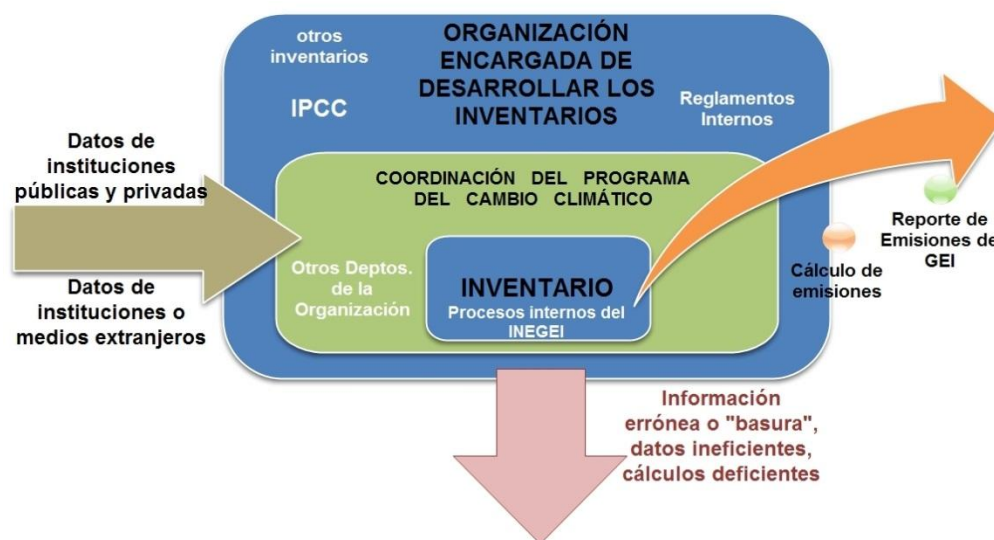 otros
inventarios
IPCC
ORGANIZACIÓN
ENCARGADA DE
DESARROLLAR LOS
INVENTARIOS
Reglamentos
Internos
Datos de
instituciones
públicas y privadas
Datos de
instituciones o
medios extranjeros
COORDINACIÓN DEL PROGRAMA
DEL CAMBIO CLIMÁTICO
Otros Deptos.
de la
Organización
INVENTARIO
Procesos internos del
INEGEI
Cálculo de
emisiones
Reporte de
Emisiones de
GEI
Información
errónea o "basura",
datos ineficientes,
cálculos deficientes